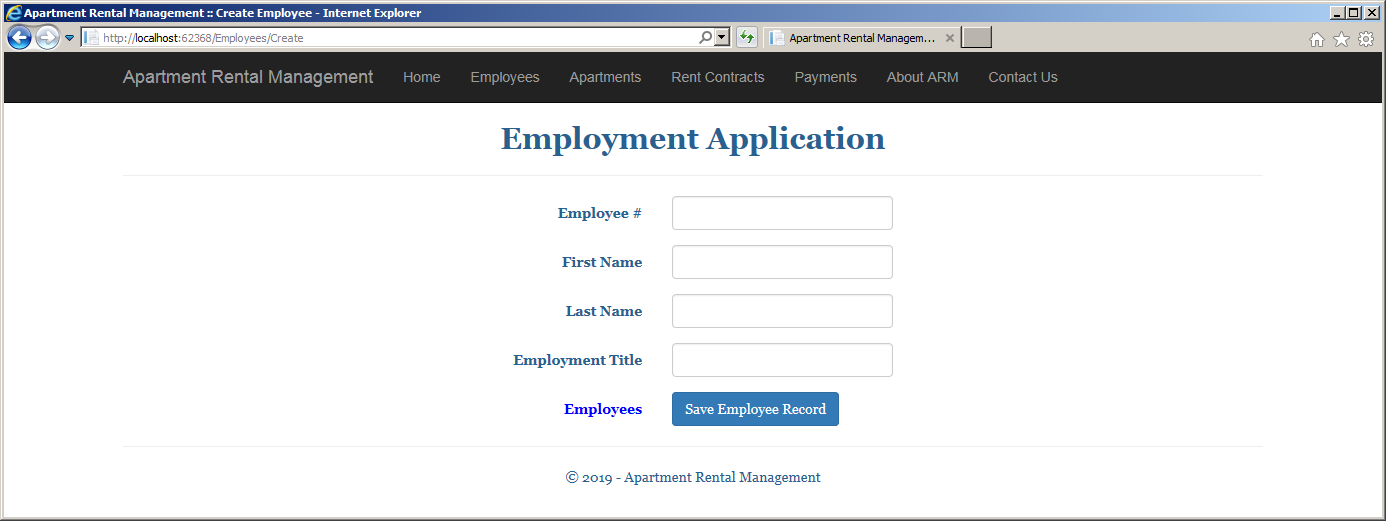 Apartment Rental Management :: Create Employee - Internet Explorer
http://localhost:62368/Employees/Create
Apartment Rental Managem...
Apartment Rental Management Home Employees Apartments Rent Contracts Payments About ARM Contact Us
Employment Application
Employee #
First Name
Last Name
Employment Title
Employees Save Employee Record
© 2019 - Apartment Rental Management